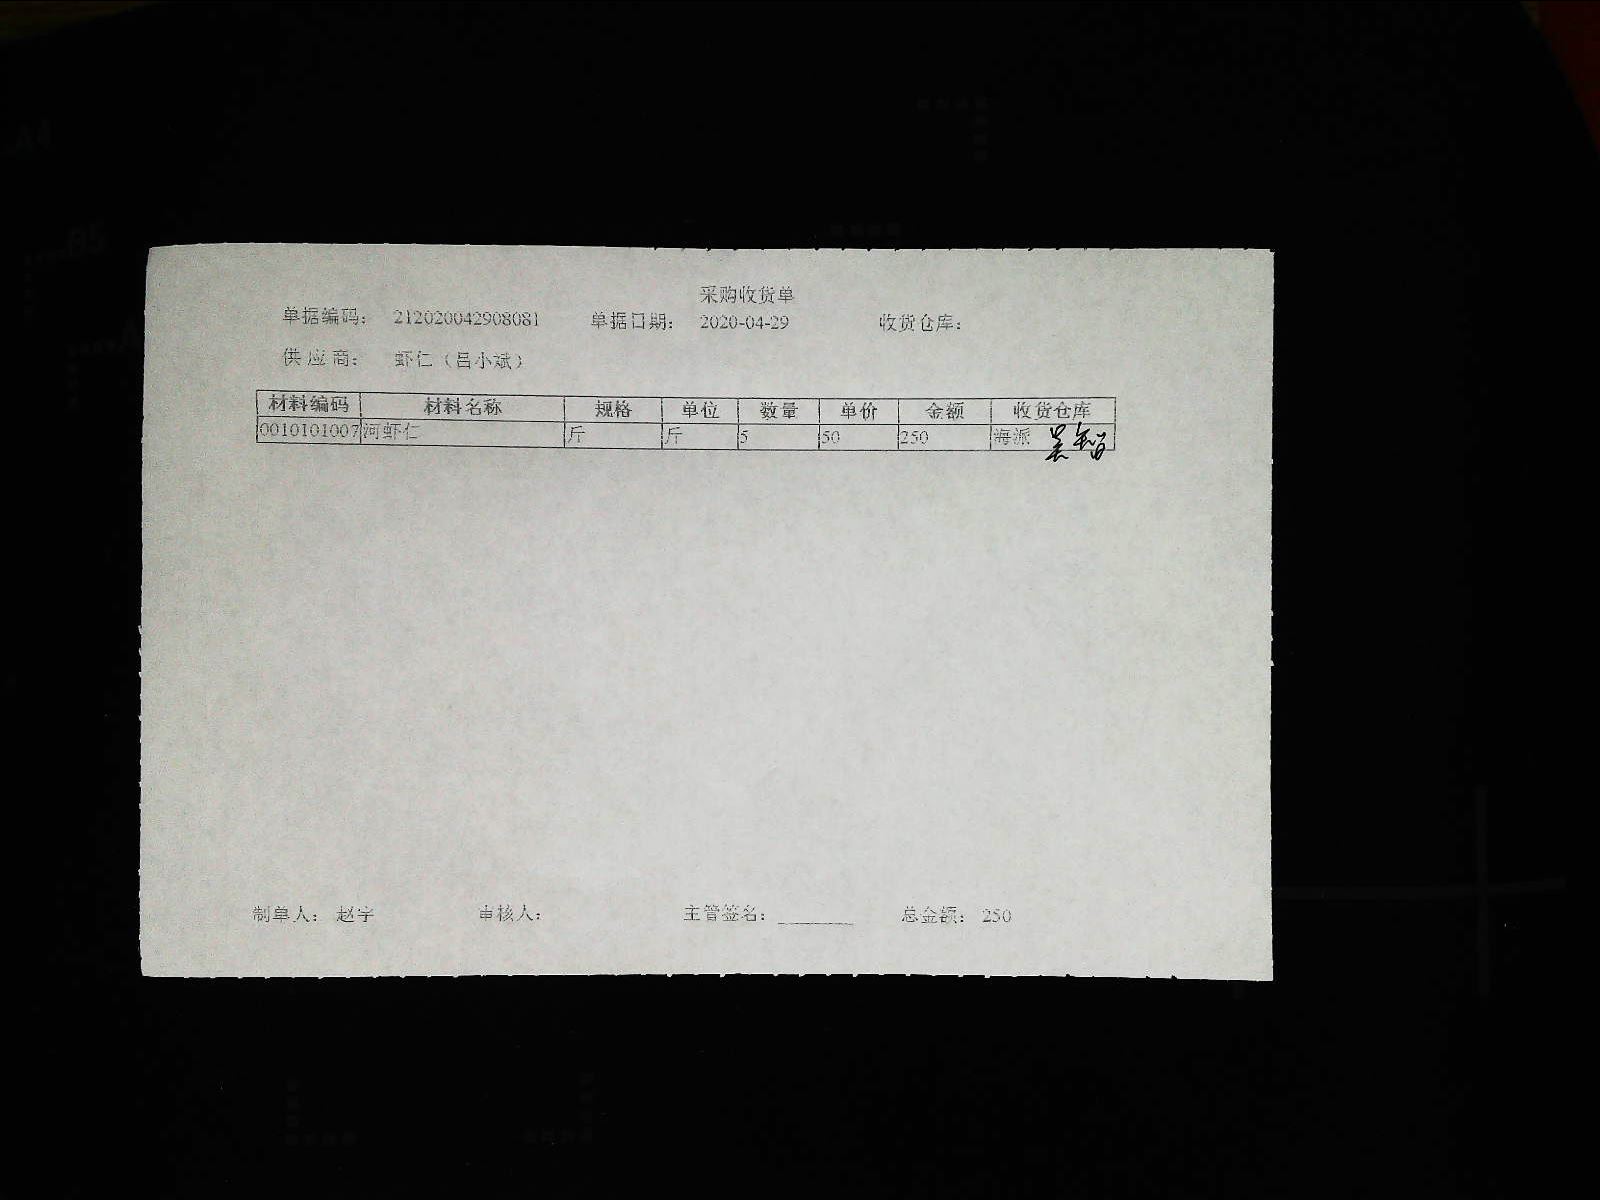 采购收货单
单据编码： 212020042908081 单据日期： 2020-04-29 收货仓库：
供应商： 虾仁（吕小斌）
材料编码 材料名称 规格 单位 数量 单价 金额 收货仓库
0010101007 河虾仁 斤 斤 5 50 250 海派
制单人： 赵宇 审核人： 主管签名： 总金额： 250